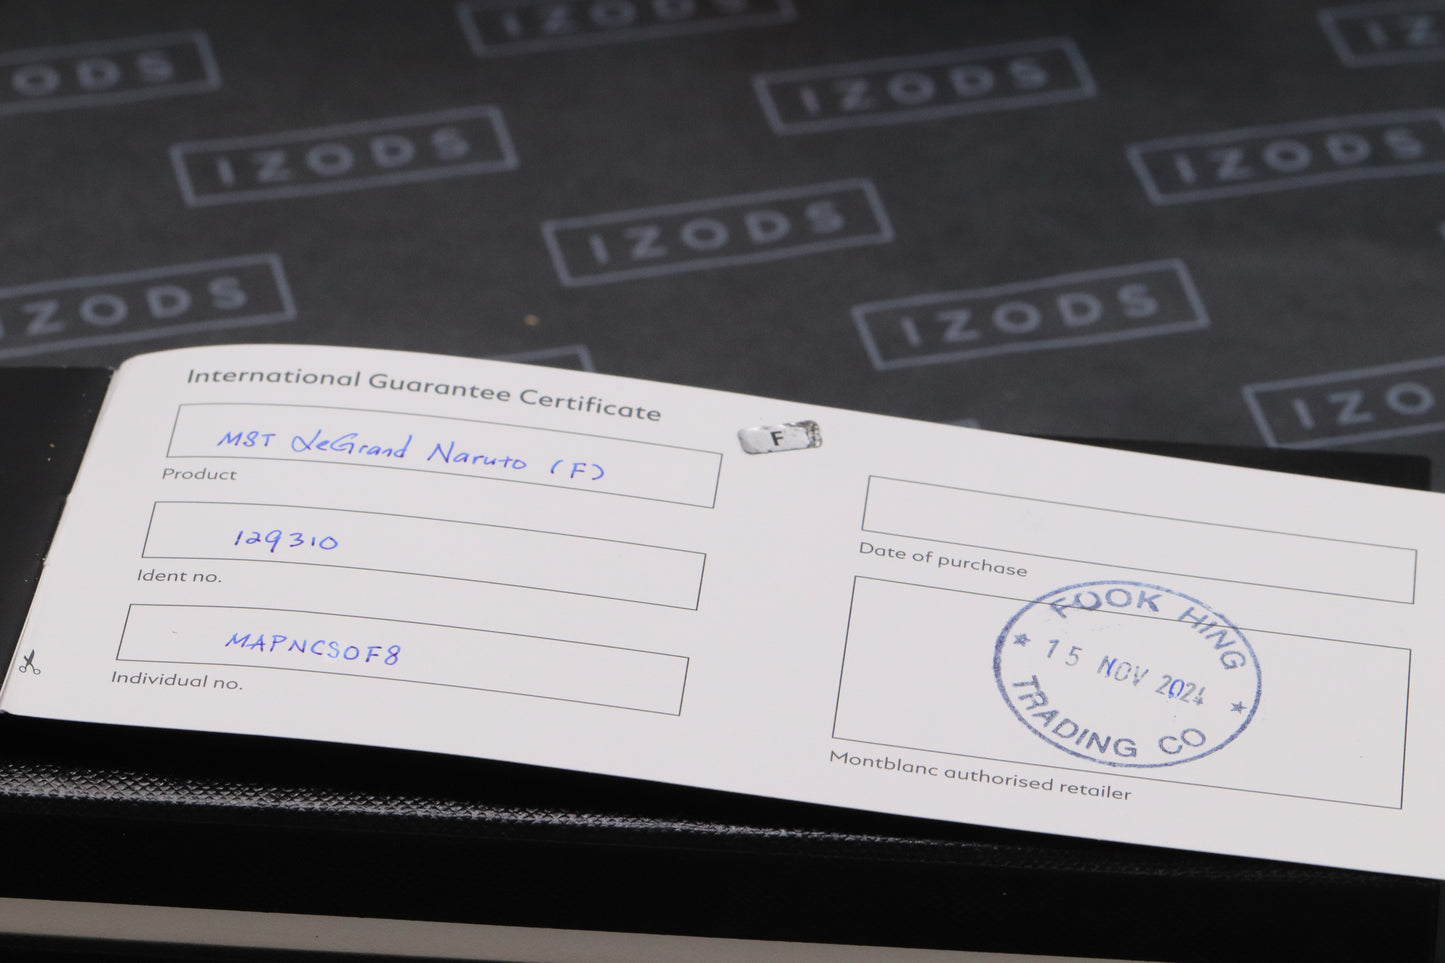 IZODS
IZODS
IZODS
IZODS
IZODS
IZODS
IZODS
IZODS
International Guarantee Certificate
MST LeGrand Naruto (F)
Product
F
129310
Ident no.
MAPNCSOF8
Individual no.
Date of purchase
FOOK HING
15 NOV 2024
TRADING CO
Montblanc authorised retailer